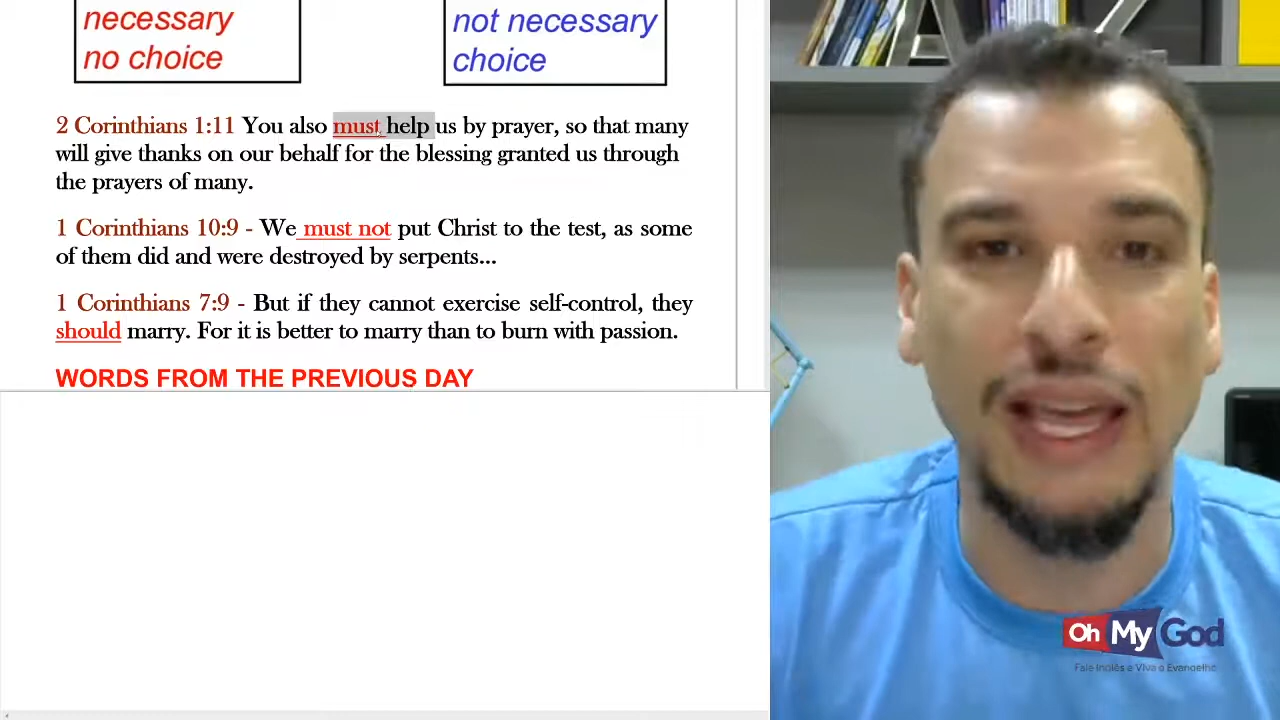 necessary
no choice
not necessary
choice
2 Corinthians 1:11 You also must help us by prayer, so that many
will give thanks on our behalf for the blessing granted us through
the prayers of many.
1 Corinthians 10:9 - We must not put Christ to the test, as some
of them did and were destroyed by serpents...
1 Corinthians 7:9 - But if they cannot exercise self-control, they
should marry. For it is better to marry than to burn with passion.
WORDS FROM THE PREVIOUS DAY
Oh My God
Fale Inglês e Viva o Evangelho